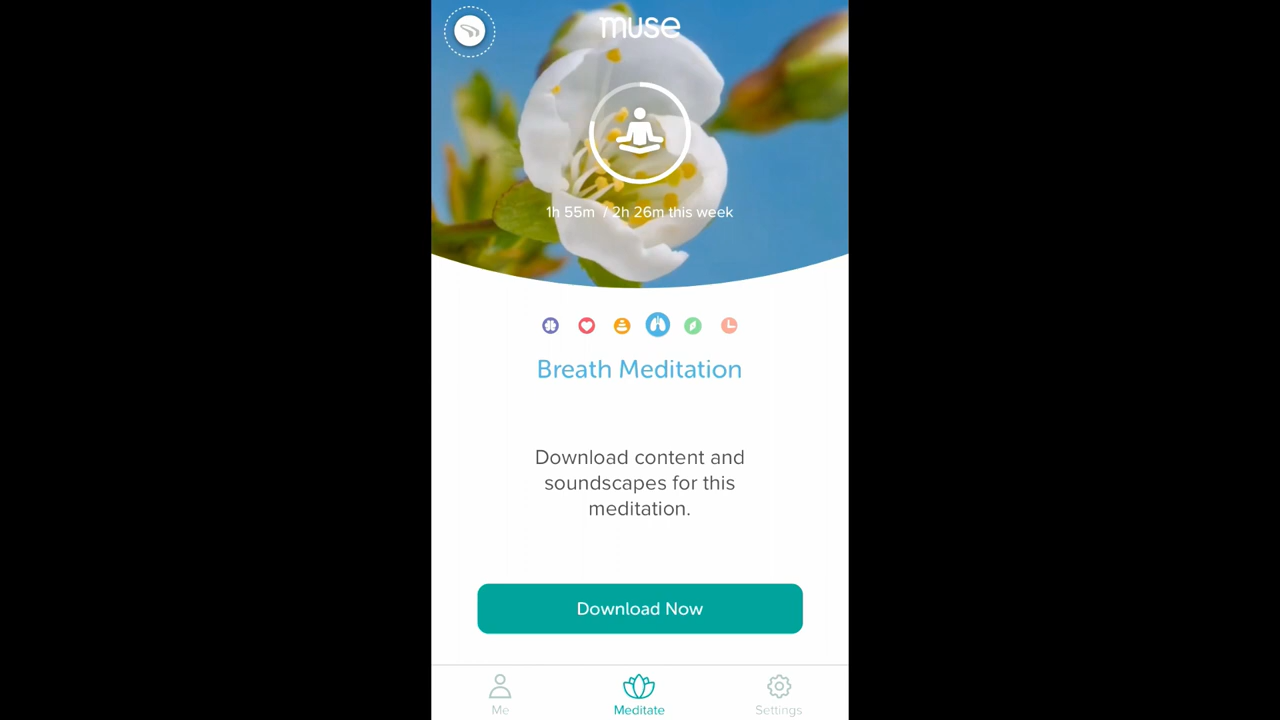 muse
1h 55m / 2h 26m this week
Breath Meditation
Download content and
soundscapes for this
meditation.
Download Now
Me
Meditate
Settings